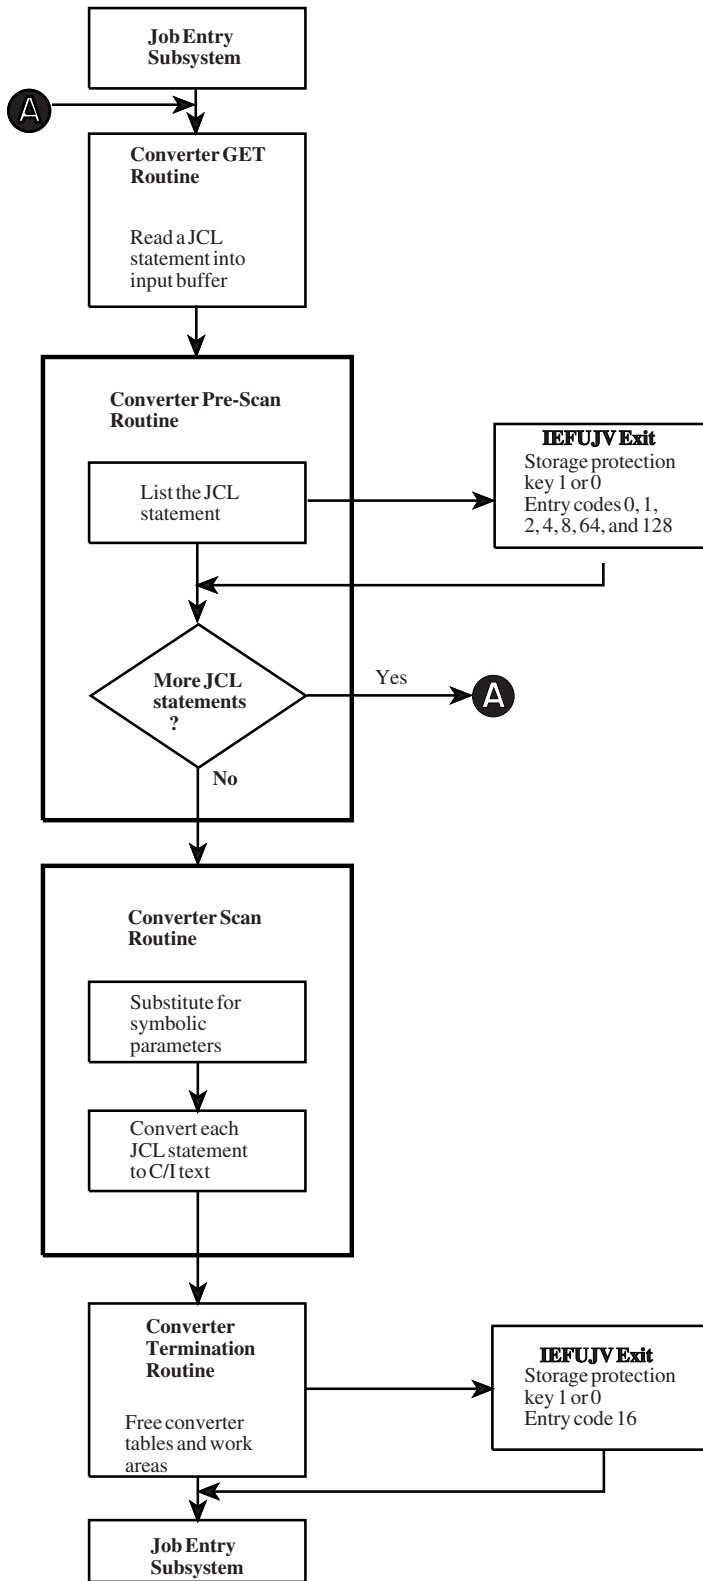 Job Entry
Subsystem
A
Converter GET
Routine
Read a JCL
statement into
input buffer
Converter Pre-Scan
Routine
List the JCL
statement
IEFUJV Exit
Storage protection
key 1 or 0
Entry codes 0, 1,
2, 4, 8, 64, and 128
More JCL
statements
?
Yes
A
No
Converter Scan
Routine
Substitute for
symbolic
parameters
Convert each
JCL statement
to C/I text
Converter
Termination
Routine
Free converter
tables and work
areas
IEFUJV Exit
Storage protection
key 1 or 0
Entry code 16
Job Entry
Subsystem